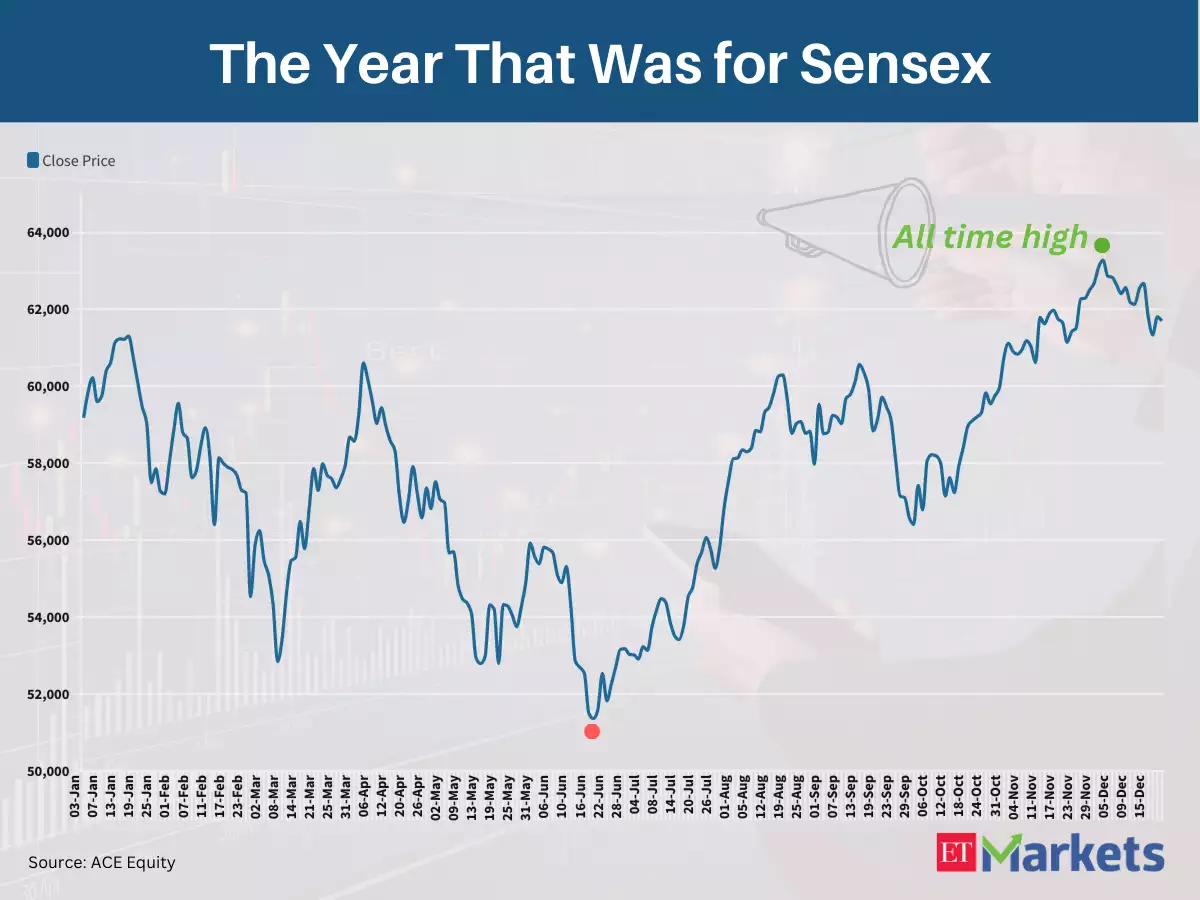 The Year That Was for Sensex
Close Price
All time high
64,000
62,000
60,000
58,000
56,000
54,000
52,000
50,000
03-Jan
07-Jan
13-Jan
19-Jan
25-Jan
01-Feb
07-Feb
11-Feb
17-Feb
23-Feb
02-Mar
08-Mar
14-Mar
21-Mar
25-Mar
31-Mar
06-Apr
12-Apr
20-Apr
26-Apr
02-May
09-May
13-May
19-May
25-May
31-May
06-Jun
10-Jun
16-Jun
22-Jun
28-Jun
04-Jul
08-Jul
14-Jul
20-Jul
26-Jul
01-Aug
05-Aug
12-Aug
19-Aug
25-Aug
01-Sep
07-Sep
13-Sep
19-Sep
23-Sep
29-Sep
06-Oct
12-Oct
18-Oct
24-Oct
31-Oct
04-Nov
11-Nov
17-Nov
23-Nov
29-Nov
05-Dec
09-Dec
15-Dec
Source: ACE Equity
ET Markets